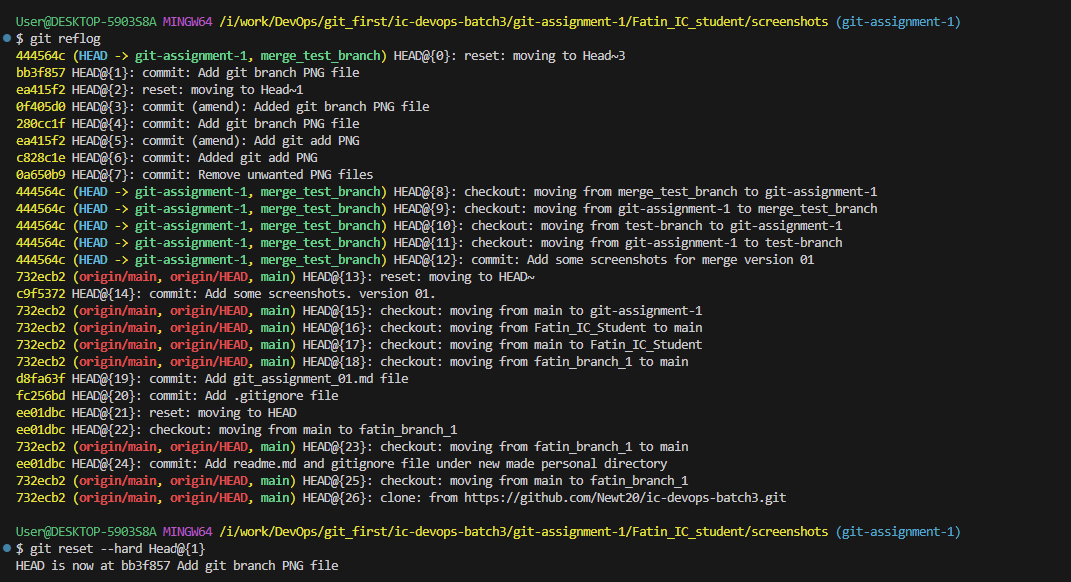 User@DESKTOP-5903S8A MINGW64 /i/work/DevOps/git_first/ic-devops-batch3/git-assignment-1/Fatin_IC_student/screenshots (git-assignment-1)
$ git reflog
444564c (HEAD -> git-assignment-1, merge_test_branch) HEAD@{0}: reset: moving to Head~3
bb3f857 HEAD@{1}: commit: Add git branch PNG file
ea415f2 HEAD@{2}: reset: moving to Head~1
0f405d0 HEAD@{3}: commit (amend): Added git branch PNG file
280cc1f HEAD@{4}: commit: Add git branch PNG file
ea415f2 HEAD@{5}: commit (amend): Add git add PNG
c828c1e HEAD@{6}: commit: Added git add PNG
0a650b9 HEAD@{7}: commit: Remove unwanted PNG files
444564c (HEAD -> git-assignment-1, merge_test_branch) HEAD@{8}: checkout: moving from merge_test_branch to git-assignment-1
444564c (HEAD -> git-assignment-1, merge_test_branch) HEAD@{9}: checkout: moving from git-assignment-1 to merge_test_branch
444564c (HEAD -> git-assignment-1, merge_test_branch) HEAD@{10}: checkout: moving from test-branch to git-assignment-1
444564c (HEAD -> git-assignment-1, merge_test_branch) HEAD@{11}: checkout: moving from git-assignment-1 to test-branch
444564c (HEAD -> git-assignment-1, merge_test_branch) HEAD@{12}: commit: Add some screenshots for merge version 01
732ecb2 (origin/main, origin/HEAD, main) HEAD@{13}: reset: moving to HEAD~
c9f5372 HEAD@{14}: commit: Add some screenshots. version 01.
732ecb2 (origin/main, origin/HEAD, main) HEAD@{15}: checkout: moving from main to git-assignment-1
732ecb2 (origin/main, origin/HEAD, main) HEAD@{16}: checkout: moving from Fatin_IC_Student to main
732ecb2 (origin/main, origin/HEAD, main) HEAD@{17}: checkout: moving from main to Fatin_IC_Student
732ecb2 (origin/main, origin/HEAD, main) HEAD@{18}: checkout: moving from fatin_branch_1 to main
d8fa63f HEAD@{19}: commit: Add git_assignment_01.md file
fc256bd HEAD@{20}: commit: Add .gitignore file
ee01dbc HEAD@{21}: reset: moving to HEAD
ee01dbc HEAD@{22}: checkout: moving from main to fatin_branch_1
732ecb2 (origin/main, origin/HEAD, main) HEAD@{23}: checkout: moving from fatin_branch_1 to main
ee01dbc HEAD@{24}: commit: Add readme.md and gitignore file under new made personal directory
732ecb2 (origin/main, origin/HEAD, main) HEAD@{25}: checkout: moving from main to fatin_branch_1
732ecb2 (origin/main, origin/HEAD, main) HEAD@{26}: clone: from https://github.com/Newt20/ic-devops-batch3.git
User@DESKTOP-5903S8A MINGW64 /i/work/DevOps/git_first/ic-devops-batch3/git-assignment-1/Fatin_IC_student/screenshots (git-assignment-1)
$ git reset --hard Head@{1}
HEAD is now at bb3f857 Add git branch PNG file